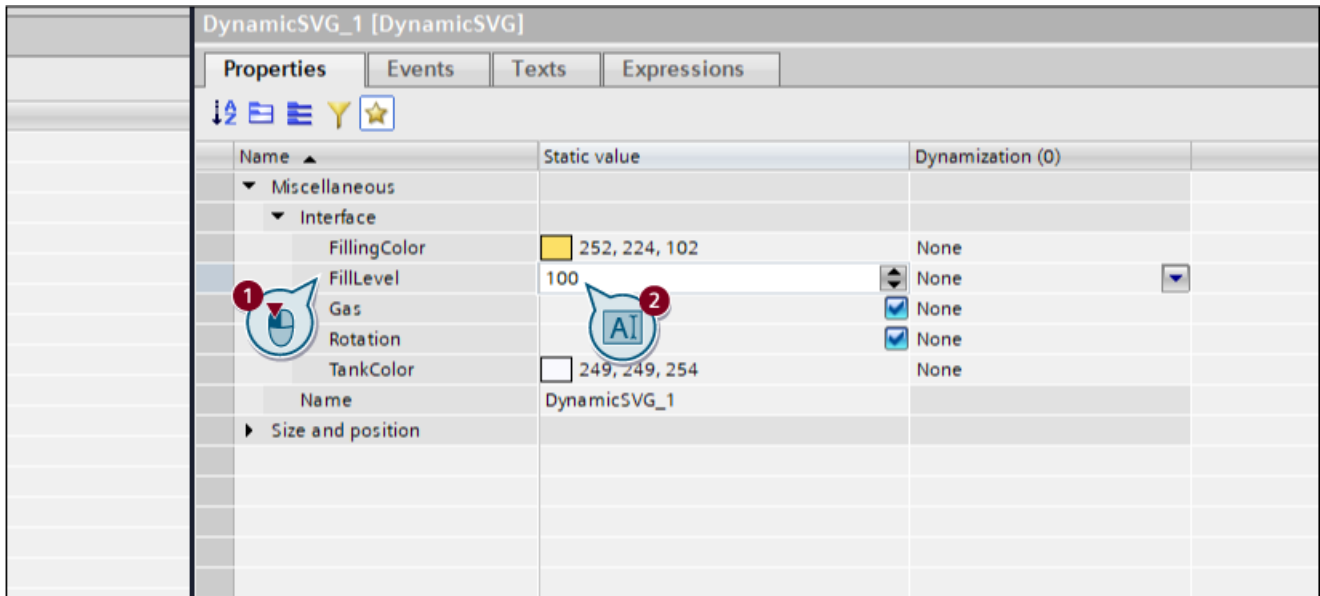 DynamicSVG_1 [DynamicSVG]
Properties Events Texts Expressions
Name Static value Dynamization (0)
Miscellaneous
Interface
FillingColor 252, 224, 102 None
FillLevel 100 None
1 2
Gas None
AI
Rotation None
TankColor 249, 249, 254 None
Name DynamicSVG_1
Size and position